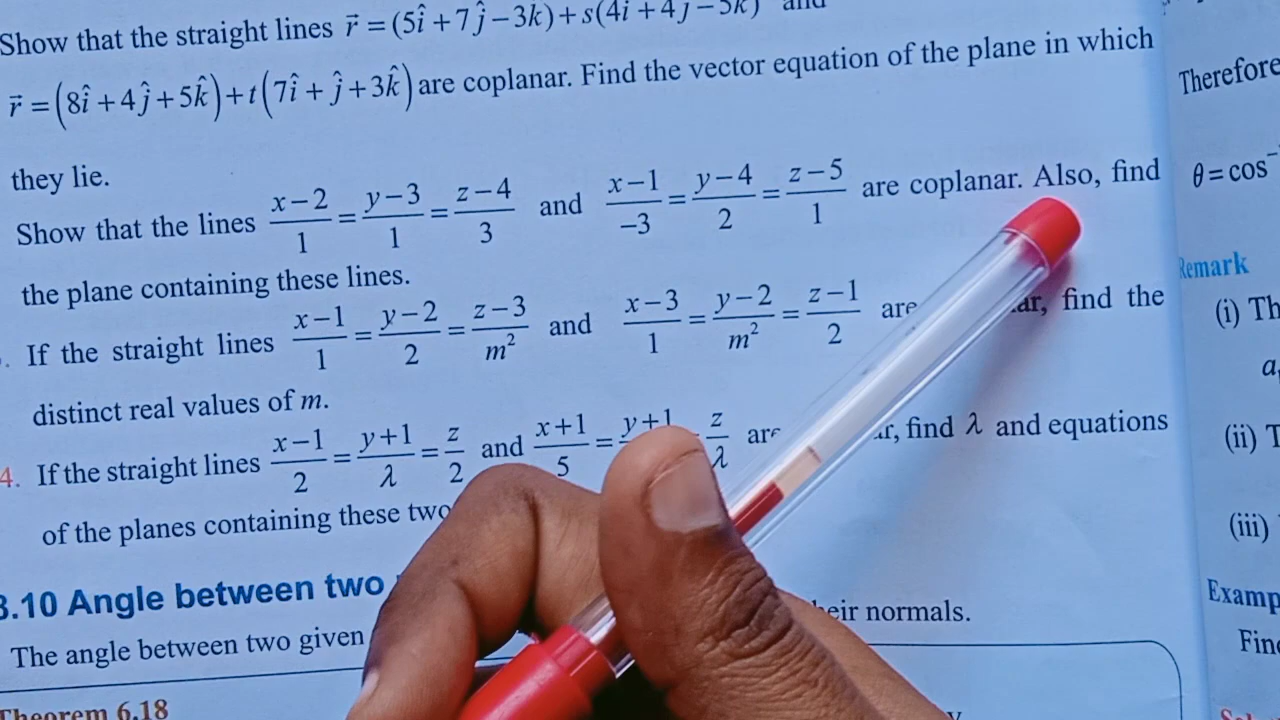 Show that the straight lines r⃗ = (5î + 7ĵ − 3k) + s(4i + 4j − 5k) and
r⃗ = (8î + 4ĵ + 5k̂) + t(7î + ĵ + 3k̂) are coplanar. Find the vector equation of the plane in which
they lie.
Show that the lines (x−2)/1 = (y−3)/1 = (z−4)/3 and (x−1)/−3 = (y−4)/2 = (z−5)/1 are coplanar. Also, find
the plane containing these lines.
. If the straight lines (x−1)/1 = (y−2)/2 = (z−3)/m² and (x−3)/1 = (y−2)/m² = (z−1)/2 are find the
distinct real values of m.
4. If the straight lines (x−1)/2 = (y+1)/λ = z/2 and (x+1)/5 = y+1 z/λ are find λ and equations
of the planes containing these two
.10 Angle between two
The angle between two given their normals.
Theorem 6.18
Therefore
θ = cos⁻
Remark
(i) Th
a
(ii) T
(iii)
Examp
Find